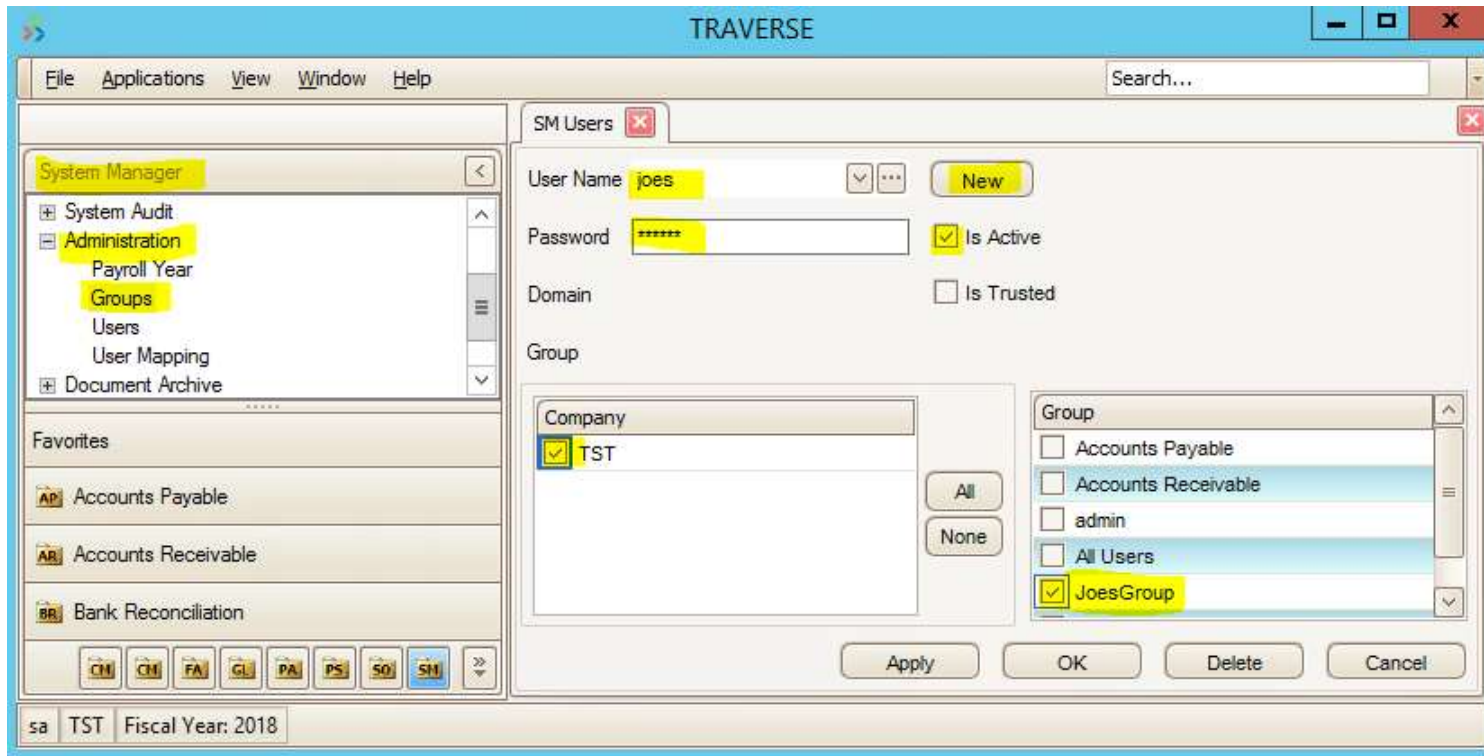 TRAVERSE
File Applications View Window Help
Search...
System Manager
System Audit
Administration
Payroll Year
Groups
Users
User Mapping
Document Archive
Favorites
AP Accounts Payable
AR Accounts Receivable
BR Bank Reconciliation
CM CM FA GL PA PS SO SM
SM Users
User Name joes New
Password ****** Is Active
Domain Is Trusted
Group
Company
TST
All
None
Group
Accounts Payable
Accounts Receivable
admin
All Users
JoesGroup
Apply OK Delete Cancel
sa TST Fiscal Year: 2018